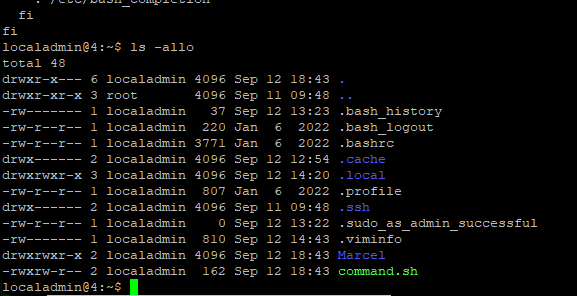 . /etc/bash_completion
  fi
fi
localadmin@4:~$ ls -allo
total 48
drwxr-x--- 6 localadmin 4096 Sep 12 18:43 .
drwxr-xr-x 3 root       4096 Sep 11 09:48 ..
-rw------- 1 localadmin   37 Sep 12 13:23 .bash_history
-rw-r--r-- 1 localadmin  220 Jan  6  2022 .bash_logout
-rw-r--r-- 1 localadmin 3771 Jan  6  2022 .bashrc
drwx------ 2 localadmin 4096 Sep 12 12:54 .cache
drwxrwxr-x 3 localadmin 4096 Sep 12 14:20 .local
-rw-r--r-- 1 localadmin  807 Jan  6  2022 .profile
drwx------ 2 localadmin 4096 Sep 11 09:48 .ssh
-rw-r--r-- 1 localadmin    0 Sep 12 13:22 .sudo_as_admin_successful
-rw------- 1 localadmin  810 Sep 12 14:43 .viminfo
drwxrwxr-x 2 localadmin 4096 Sep 12 18:43 Marcel
-rwxrw-r-- 2 localadmin  162 Sep 12 18:43 command.sh
localadmin@4:~$